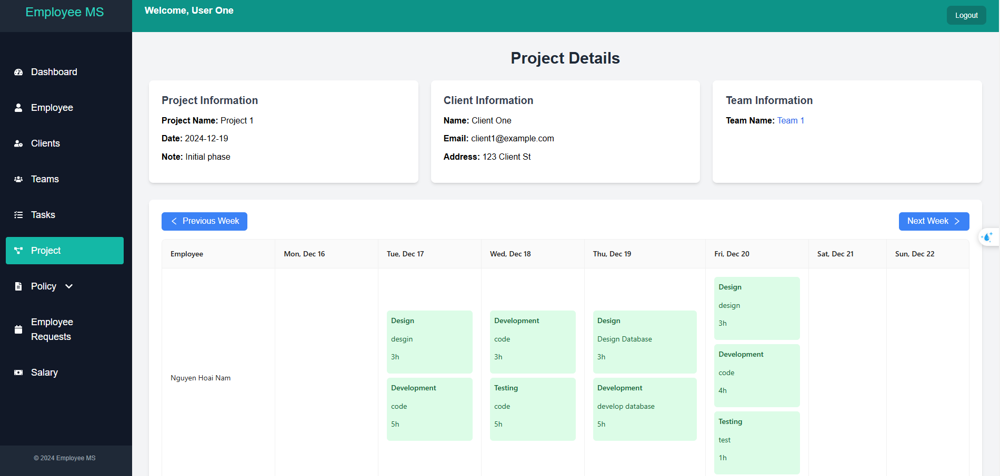 Employee MS
Welcome, User One
Logout
Dashboard
Employee
Clients
Teams
Tasks
Project
Policy
Employee
Requests
Salary
© 2024 Employee MS
Project Details
Project Information
Project Name: Project 1
Date: 2024-12-19
Note: Initial phase
Client Information
Name: Client One
Email: client1@example.com
Address: 123 Client St
Team Information
Team Name: Team 1
Previous Week
Next Week
Employee
Mon, Dec 16
Tue, Dec 17
Wed, Dec 18
Thu, Dec 19
Fri, Dec 20
Sat, Dec 21
Sun, Dec 22
Nguyen Hoai Nam
Design
desgin
3h
Development
code
5h
Development
code
3h
Testing
code
5h
Design
Design Database
3h
Development
develop database
5h
Design
design
3h
Development
code
4h
Testing
test
1h